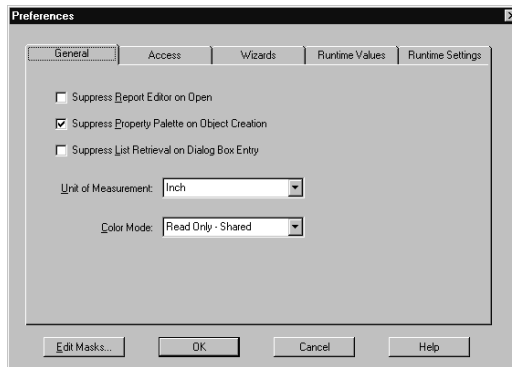 Preferences
General Access Wizards Runtime Values Runtime Settings
Suppress Report Editor on Open
Suppress Property Palette on Object Creation
Suppress List Retrieval on Dialog Box Entry
Unit of Measurement: Inch
Color Mode: Read Only - Shared
Edit Masks... OK Cancel Help